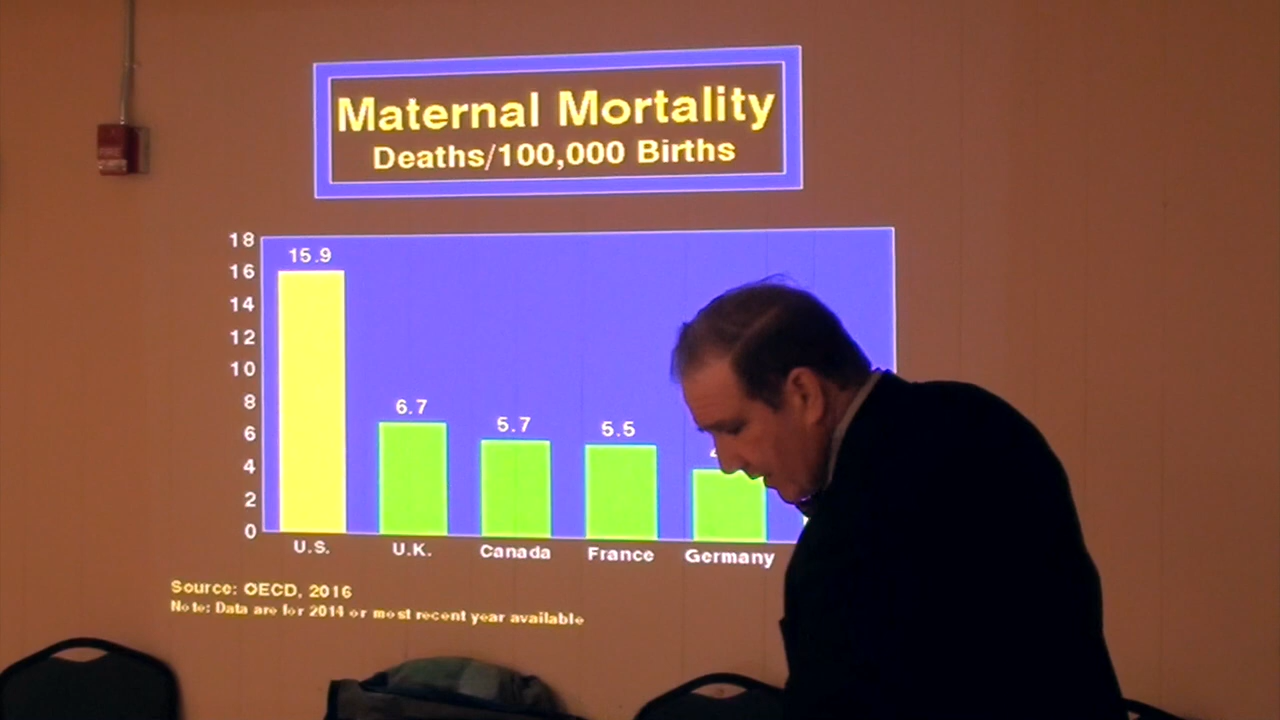 Maternal Mortality
Deaths/100,000 Births
18
16
14
12
10
8
6
4
2
0
15.9
6.7
5.7
5.5
U.S.
U.K.
Canada
France
Germany
Source: OECD, 2016
Note: Data are for 2014 or most recent year available